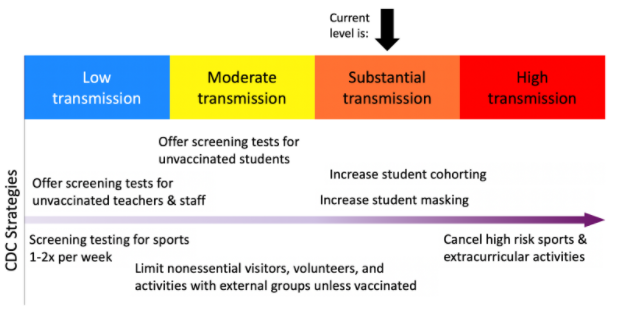 Current
level is:
Low
transmission
Moderate
transmission
Substantial
transmission
High
transmission
CDC Strategies
Offer screening tests for
unvaccinated students
Offer screening tests for
unvaccinated teachers & staff
Increase student cohorting
Increase student masking
Screening testing for sports
1-2x per week
Limit nonessential visitors, volunteers, and
activities with external groups unless vaccinated
Cancel high risk sports &
extracurricular activities